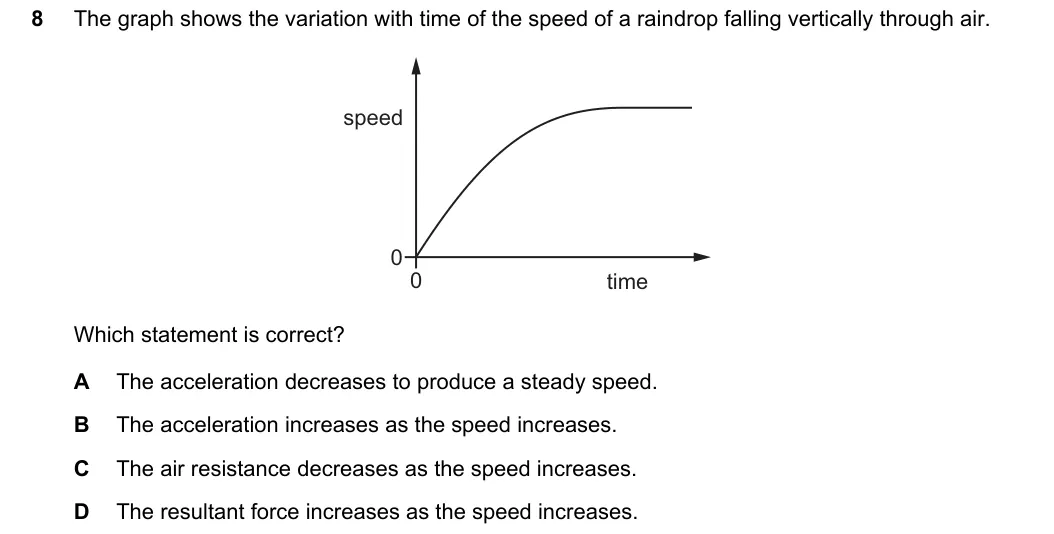 8 The graph shows the variation with time of the speed of a raindrop falling vertically through air.
speed
0
0
time
Which statement is correct?
A The acceleration decreases to produce a steady speed.
B The acceleration increases as the speed increases.
C The air resistance decreases as the speed increases.
D The resultant force increases as the speed increases.